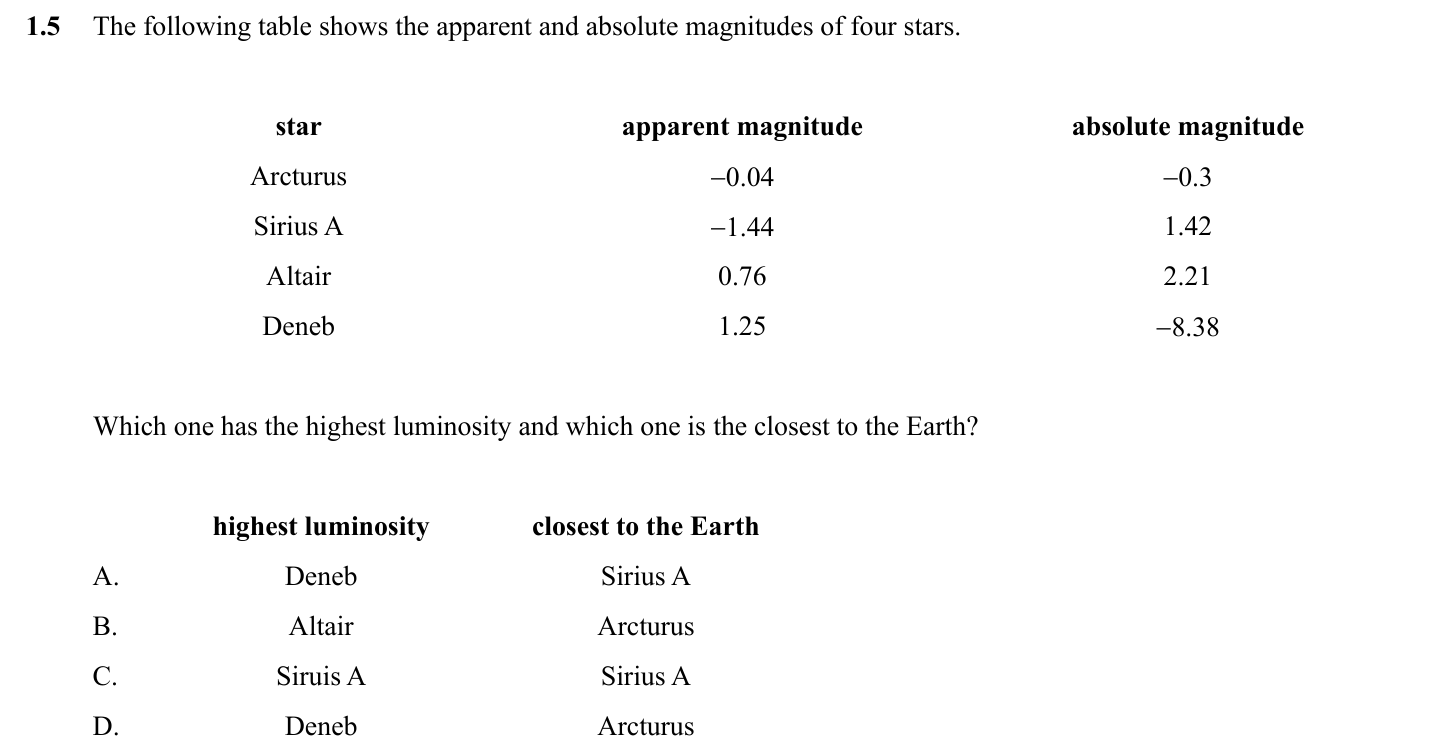 1.5 The following table shows the apparent and absolute magnitudes of four stars.
star apparent magnitude absolute magnitude
Arcturus –0.04 –0.3
Sirius A –1.44 1.42
Altair 0.76 2.21
Deneb 1.25 –8.38
Which one has the highest luminosity and which one is the closest to the Earth?
highest luminosity closest to the Earth
A. Deneb Sirius A
B. Altair Arcturus
C. Siruis A Sirius A
D. Deneb Arcturus